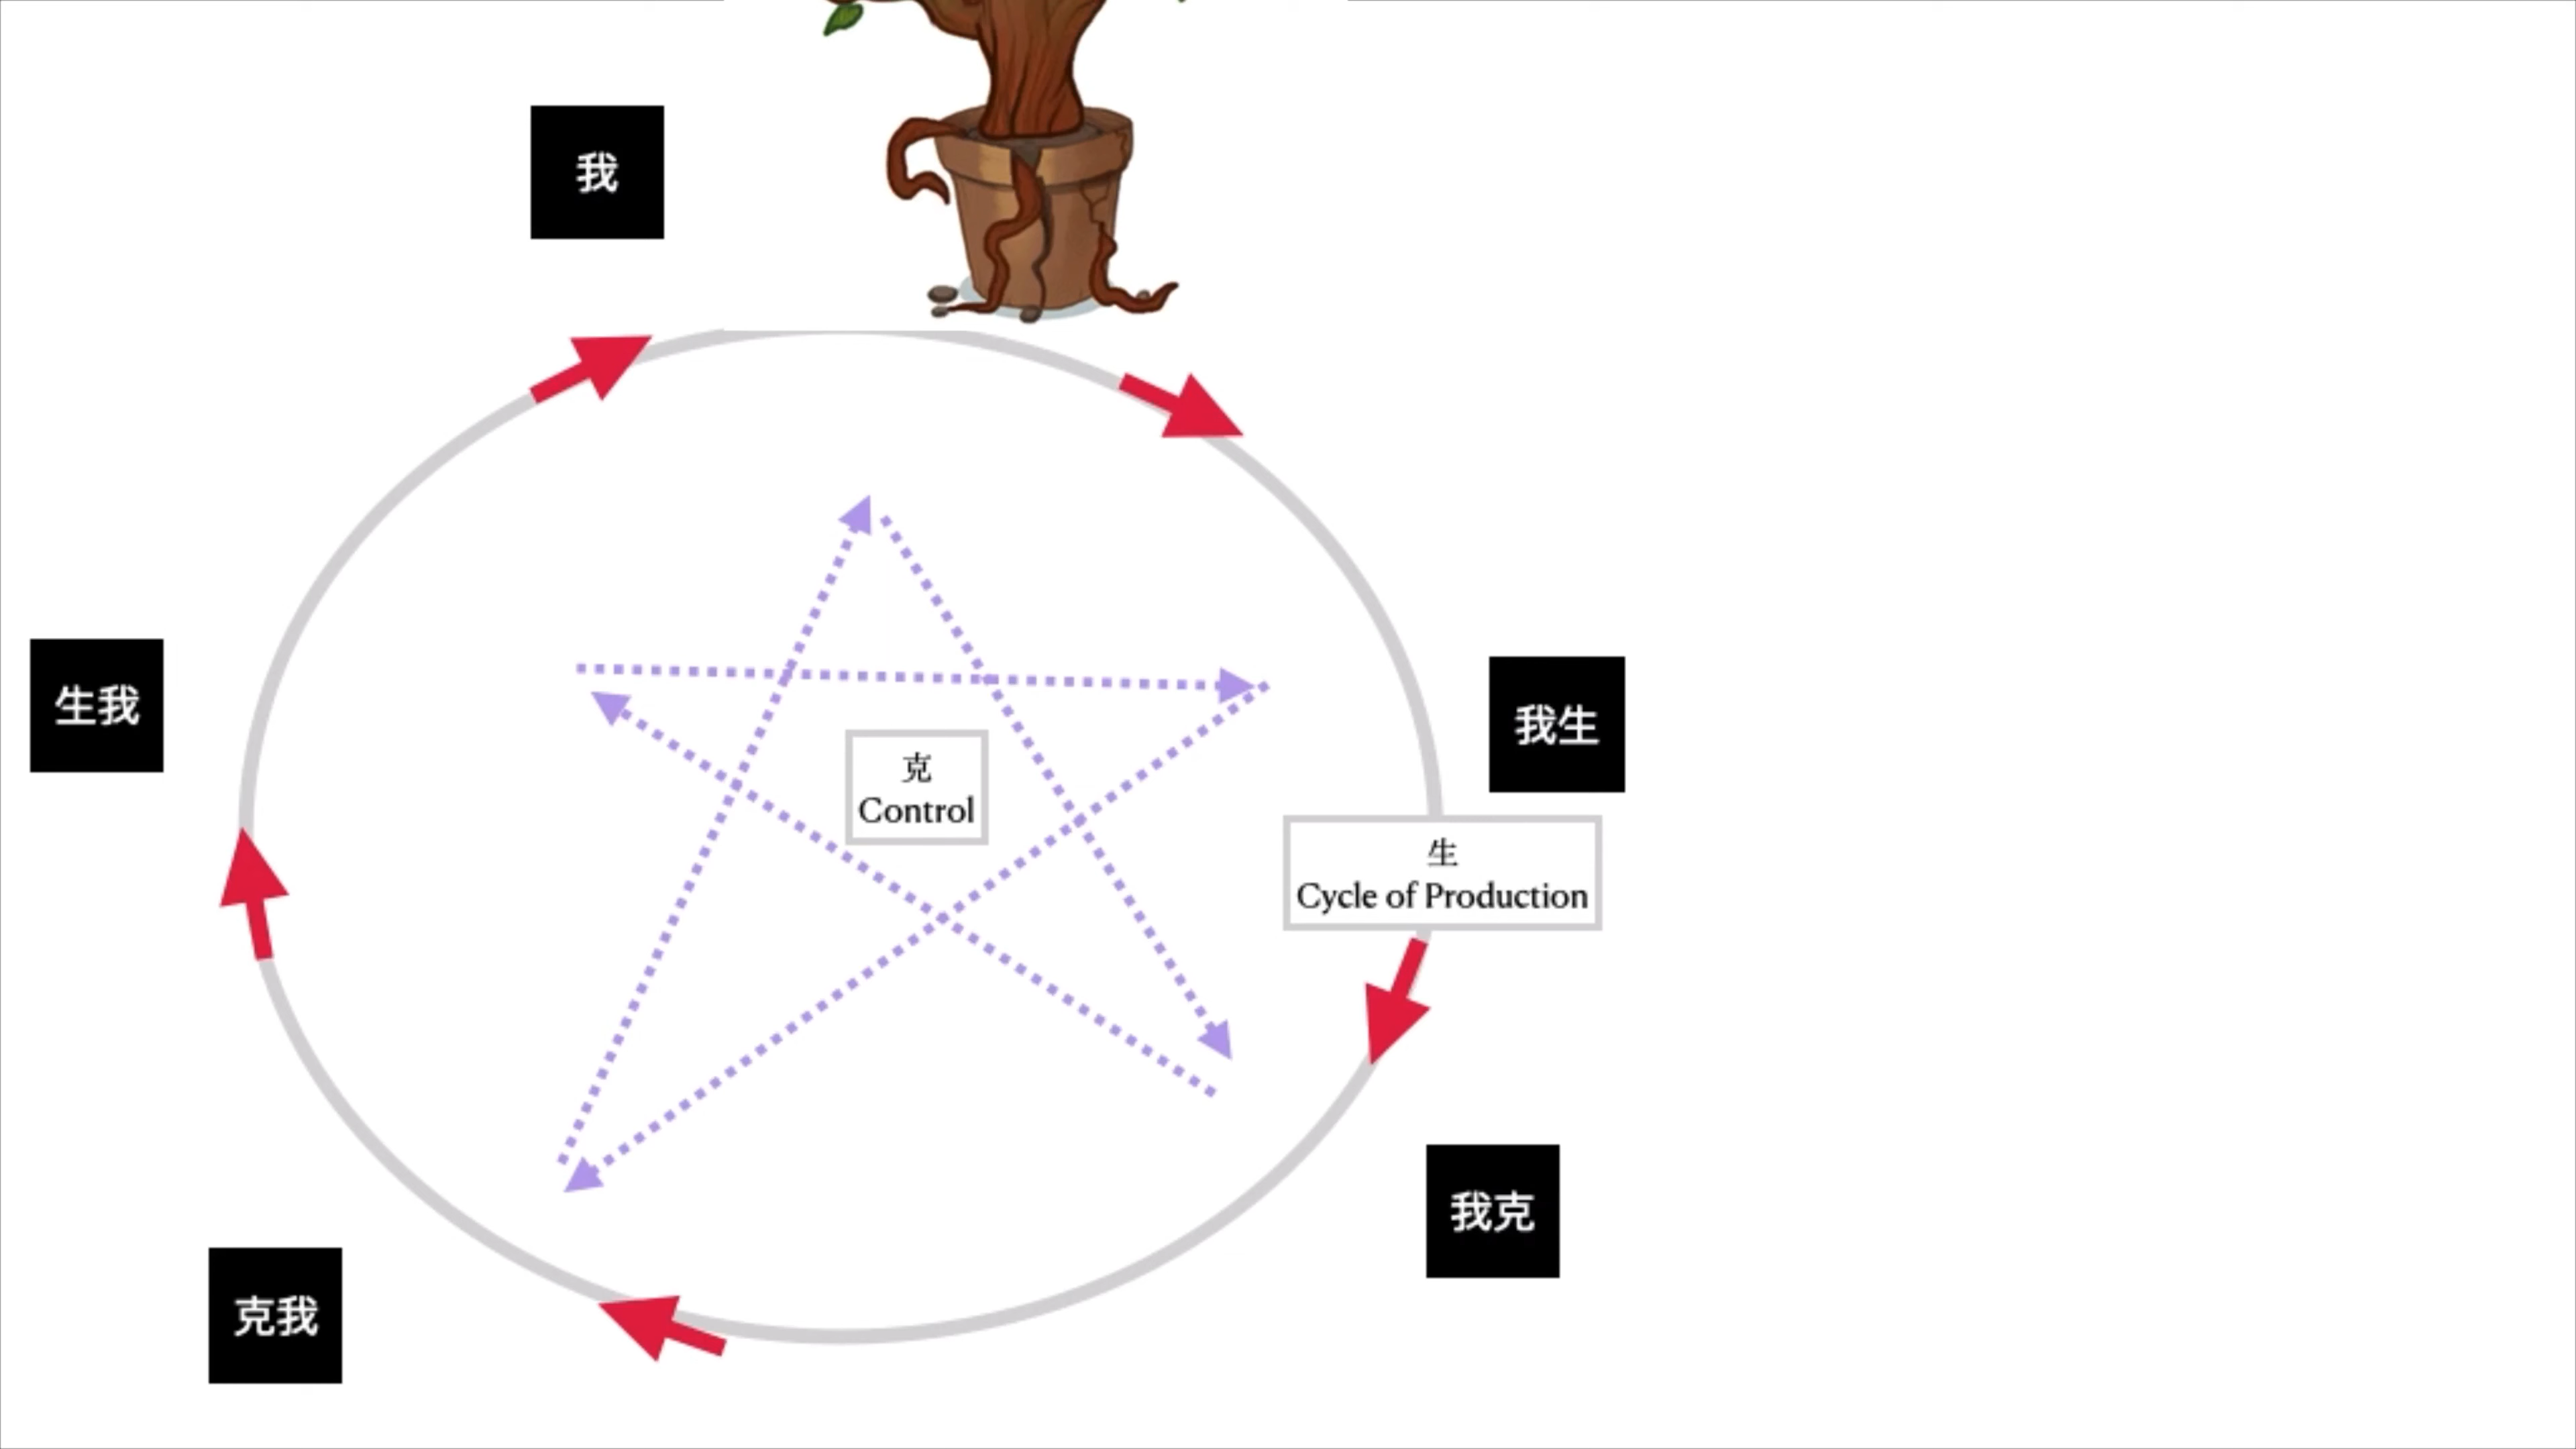 我
生我
我生
克
Control
生
Cycle of Production
我克
克我